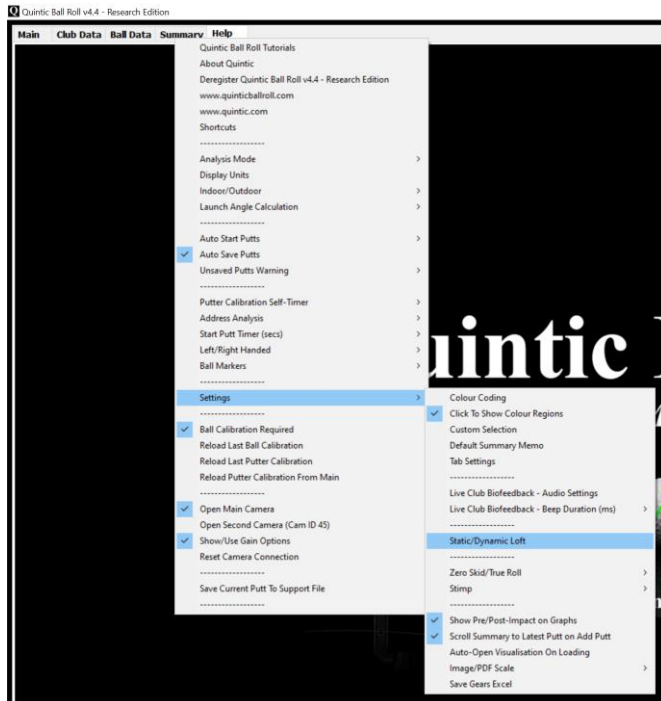 Quintic Ball Roll v4.4 - Research Edition
Main Club Data Ball Data Summary Help
Quintic Ball Roll Tutorials
About Quintic
Deregister Quintic Ball Roll v4.4 - Research Edition
www.quinticballroll.com
www.quintic.com
Shortcuts
------------------
Analysis Mode
Display Units
Indoor/Outdoor
Launch Angle Calculation
------------------
Auto Start Putts
Auto Save Putts
Unsaved Putts Warning
------------------
Putter Calibration Self-Timer
Address Analysis
Start Putt Timer (secs)
Left/Right Handed
Ball Markers
------------------
Settings
------------------
Ball Calibration Required
Reload Last Ball Calibration
Reload Last Putter Calibration
Reload Putter Calibration From Main
------------------
Open Main Camera
Open Second Camera (Cam ID 45)
Show/Use Gain Options
Reset Camera Connection
------------------
Save Current Putt To Support File
------------------
uintic
Colour Coding
Click To Show Colour Regions
Custom Selection
Default Summary Memo
Tab Settings
------------------
Live Club Biofeedback - Audio Settings
Live Club Biofeedback - Beep Duration (ms)
------------------
Static/Dynamic Loft
------------------
Zero Skid/True Roll
Stimp
------------------
Show Pre/Post-Impact on Graphs
Scroll Summary to Latest Putt on Add Putt
Auto-Open Visualisation On Loading
Image/PDF Scale
Save Gears Excel